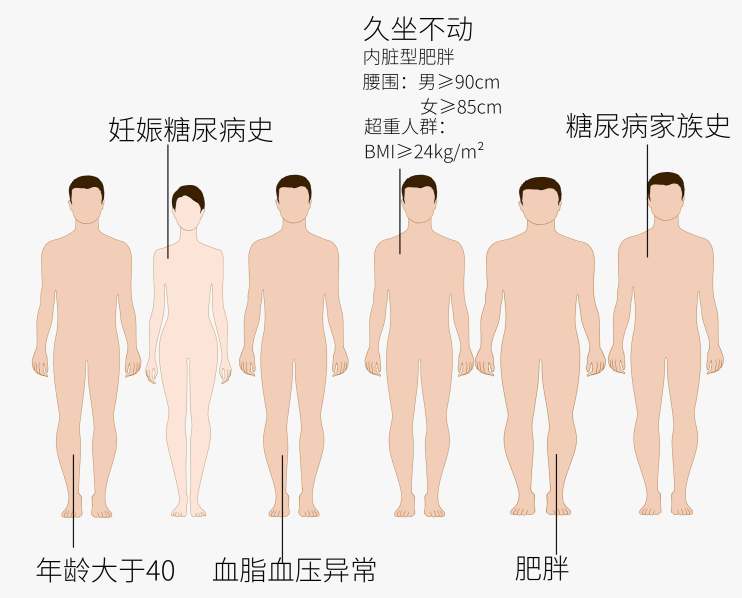 久坐不动
内脏型肥胖
腰围：男≥90cm
女≥85cm
超重人群：
BMI≥24kg/m²
妊娠糖尿病史
糖尿病家族史
年龄大于40
血脂血压异常
肥胖